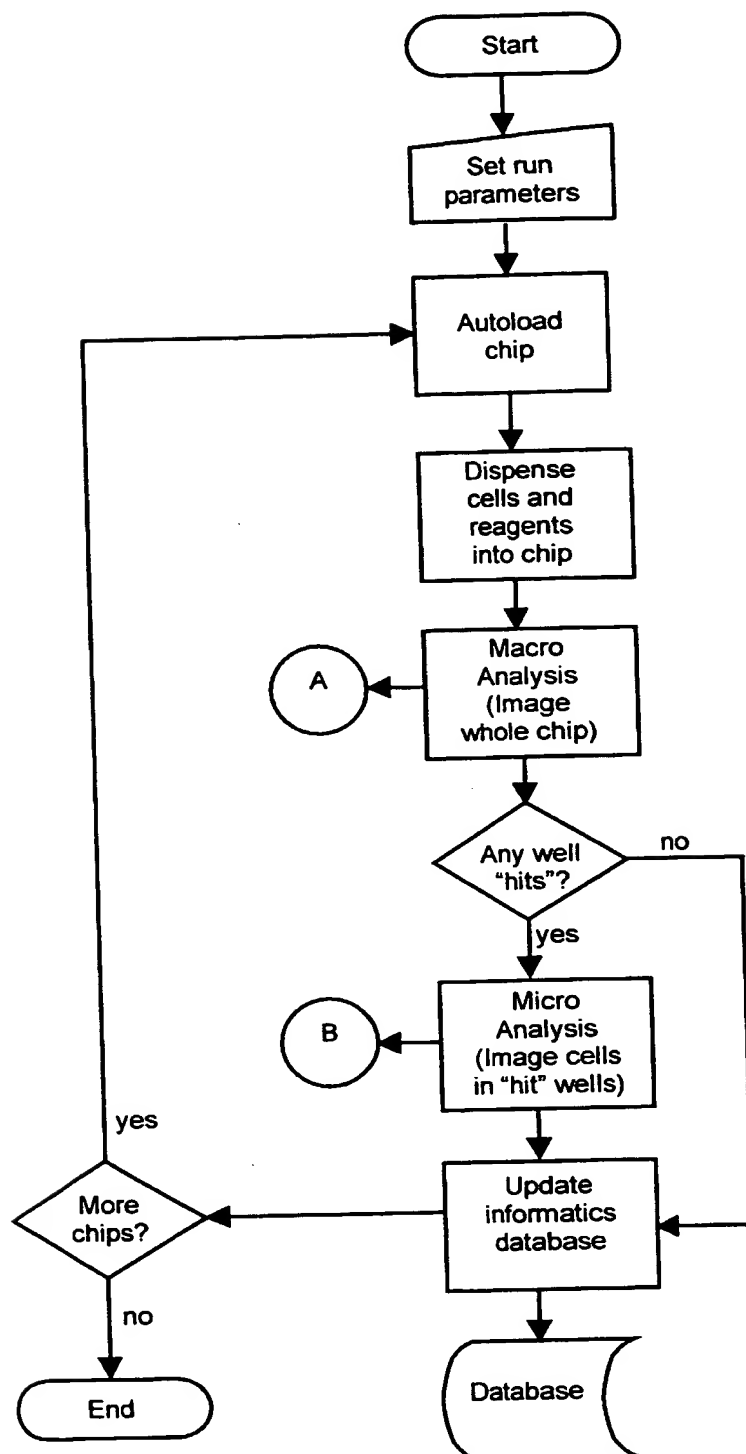 Start
Set run
parameters
Autoload
chip
Dispense
cells and
reagents
into chip
Macro
Analysis
(Image
whole chip)
A
Any well
"hits"?
no
yes
Micro
Analysis
(Image cells
in "hit" wells)
B
Update
informatics
database
yes
More
chips?
no
End
Database